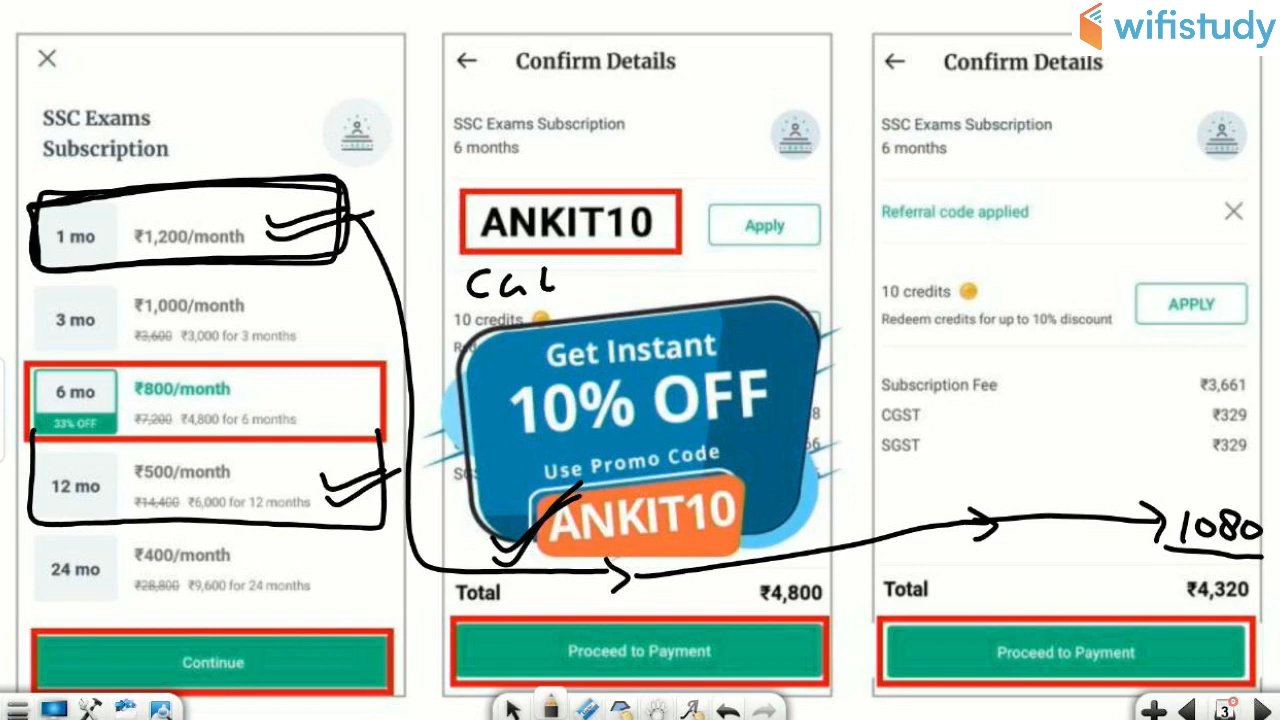 wifistudy
SSC Exams
Subscription
1 mo ₹1,200/month
3 mo ₹1,000/month
₹3,600 ₹3,000 for 3 months
6 mo ₹800/month
33% OFF ₹7,200 ₹4,800 for 6 months
12 mo ₹500/month
₹14,400 ₹6,000 for 12 months
24 mo ₹400/month
₹28,800 ₹9,600 for 24 months
Continue
Confirm Details
SSC Exams Subscription
6 months
ANKIT10 Apply
10 credits
Get Instant
10% OFF
Use Promo Code
ANKIT10
Total ₹4,800
Proceed to Payment
Confirm Details
SSC Exams Subscription
6 months
Referral code applied
10 credits APPLY
Redeem credits for up to 10% discount
Subscription Fee ₹3,661
CGST ₹329
SGST ₹329
1080
Total ₹4,320
Proceed to Payment
3